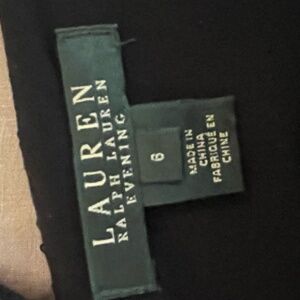 LAUREN
RALPH LAUREN
EVENING
6
MADE IN
CHINA
FABRIQUÉ EN
CHINE